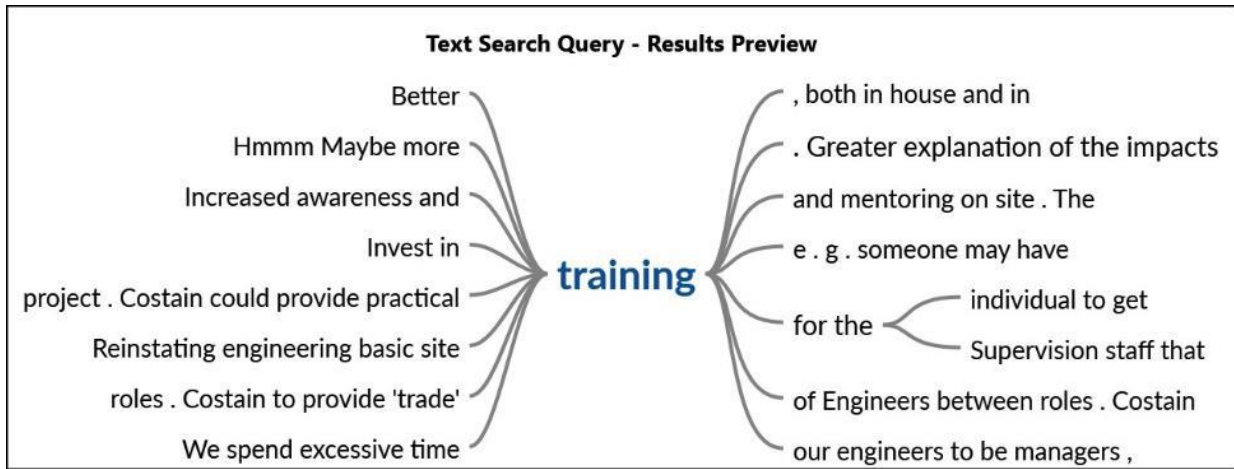 Text Search Query - Results Preview
Better
Hmmm Maybe more
Increased awareness and
Invest in
project . Costain could provide practical
Reinstating engineering basic site
roles . Costain to provide 'trade'
We spend excessive time
training
, both in house and in
. Greater explanation of the impacts
and mentoring on site . The
e . g . someone may have
for the
individual to get
Supervision staff that
of Engineers between roles . Costain
our engineers to be managers ,